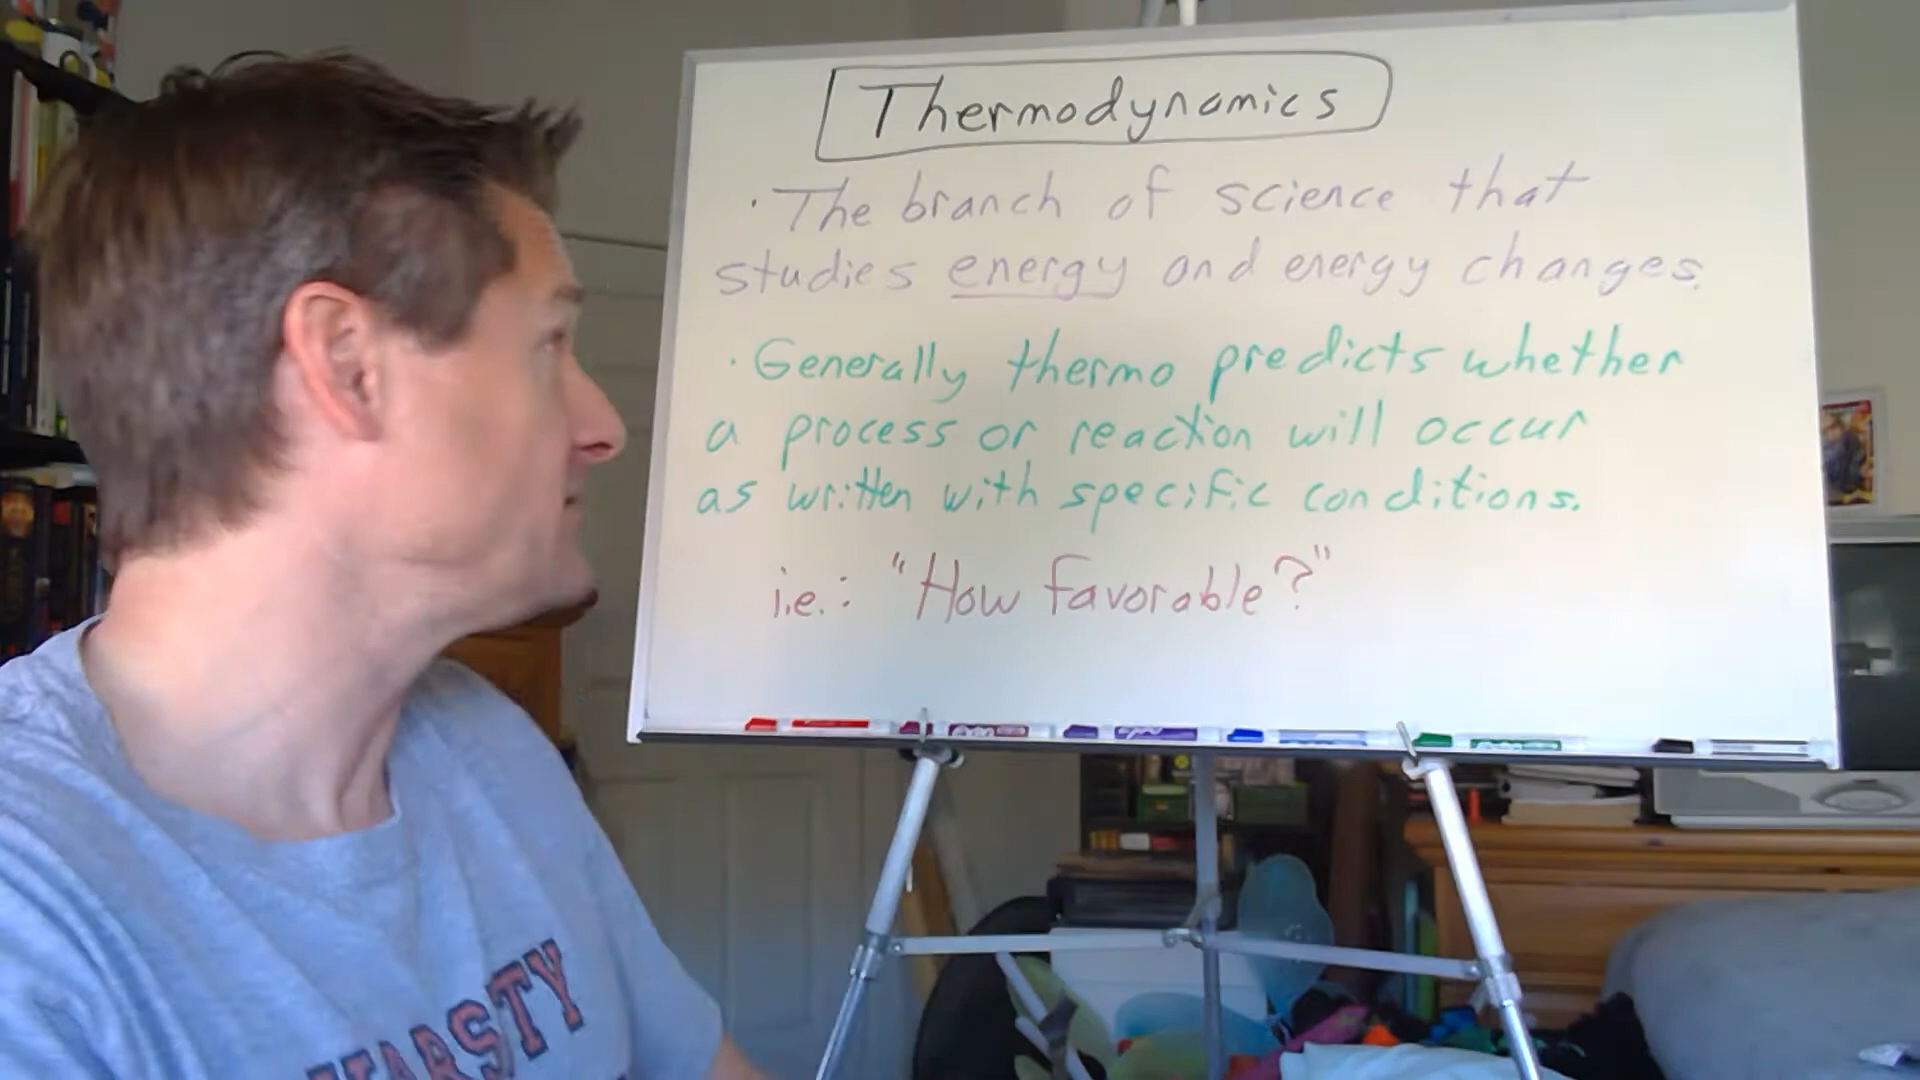 Thermodynamics
· The branch of science that
studies energy and energy changes.
· Generally thermo predicts whether
a process or reaction will occur
as written with specific conditions.
i.e.: "How favorable?"
VARSTY